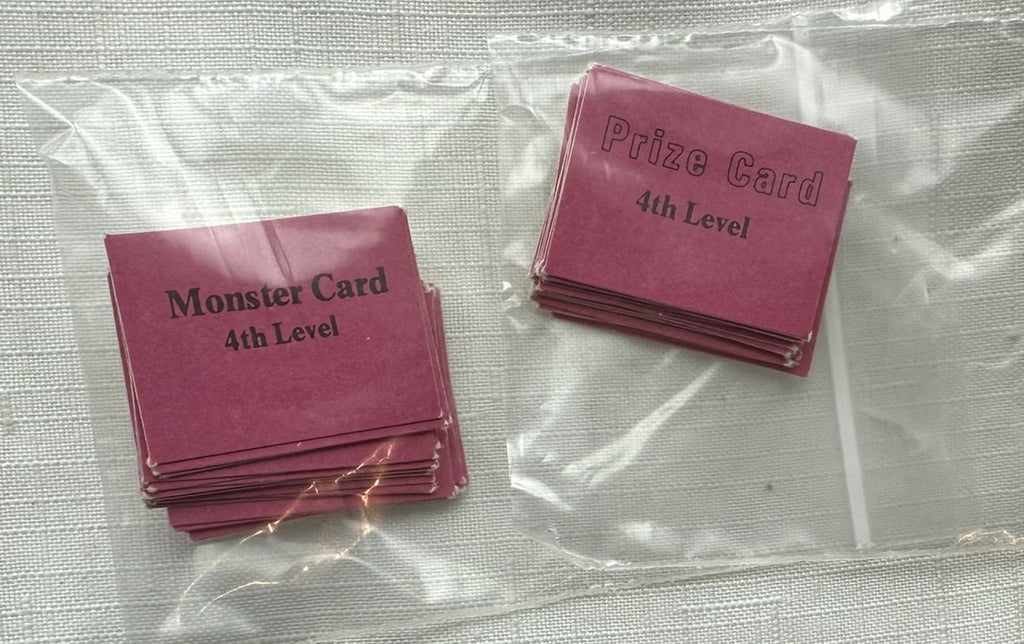 Monster Card
4th Level
Prize Card
4th Level